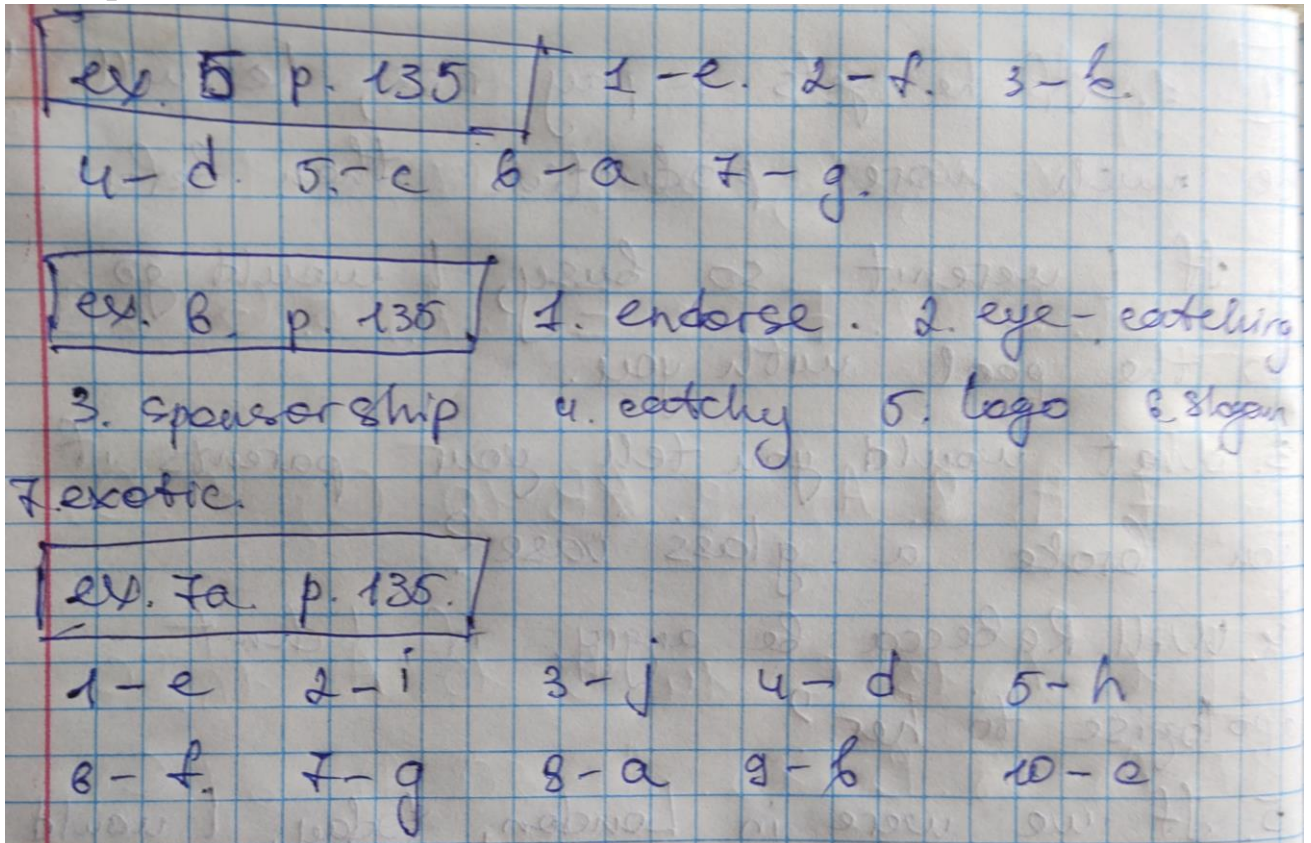 ex. 5 p. 135 1 - e. 2 - f. 3 - b.
4 - d. 5. - c 6 - a 7 - g.
ex. 6. p. 135 1. endorse. 2. eye-catching
3. sponsorship 4. catchy 5. logo 6. slogan
7. exotic.
ex. 7a p. 135.
1 - e 2 - i 3 - j 4 - d 5 - h
6 - f. 7 - g 8 - a 9 - b 10 - c